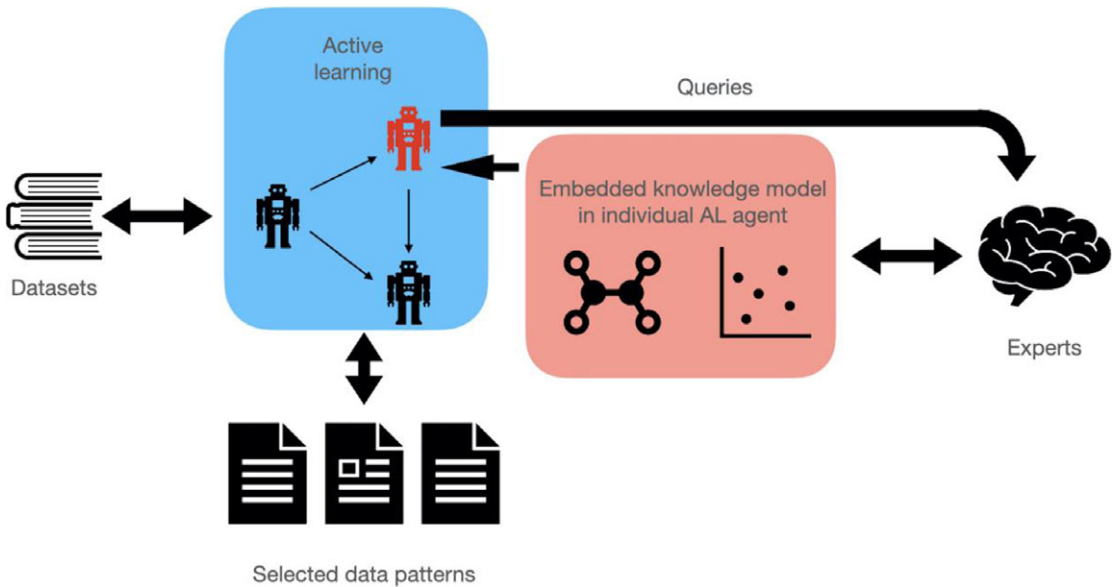 Active
learning
Queries
Embedded knowledge model
in individual AL agent
Datasets
Experts
Selected data patterns